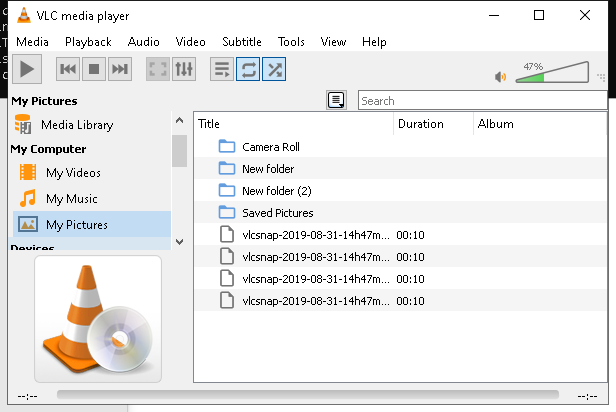 VLC media player
Media Playback Audio Video Subtitle Tools View Help
47%
My Pictures
Search
Media Library
Title Duration Album
My Computer
Camera Roll
My Videos
New folder
My Music
New folder (2)
My Pictures
Saved Pictures
vlcsnap-2019-08-31-14h47m... 00:10
Devices
vlcsnap-2019-08-31-14h47m... 00:10
vlcsnap-2019-08-31-14h47m... 00:10
vlcsnap-2019-08-31-14h47m... 00:10
--:-- --:--